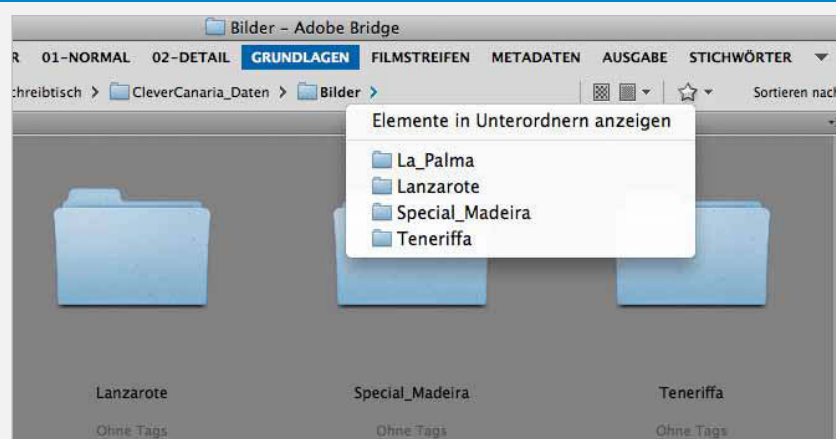 Bilder – Adobe Bridge
R 01-NORMAL 02-DETAIL GRUNDLAGEN FILMSTREIFEN METADATEN AUSGABE STICHWÖRTER
chreibtisch > CleverCanaria_Daten > Bilder > Sortieren nach
Elemente in Unterordnern anzeigen
La_Palma
Lanzarote
Special_Madeira
Teneriffa
Lanzarote Special_Madeira Teneriffa
Ohne Tags Ohne Tags Ohne Tags